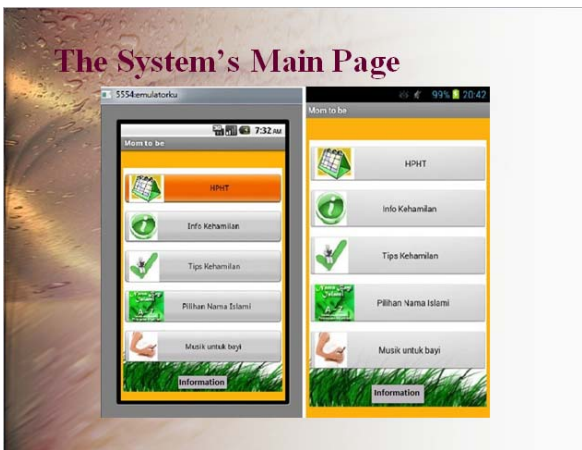 The System's Main Page
5554:emulatorku
7:32 AM
Mom to be
HPHT
Info Kehamilan
Tips Kehamilan
Pilihan Nama Islami
Musik untuk bayi
Information
99% 20:42
Mom to be
HPHT
Info Kehamilan
Tips Kehamilan
Pilihan Nama Islami
Musik untuk bayi
Information